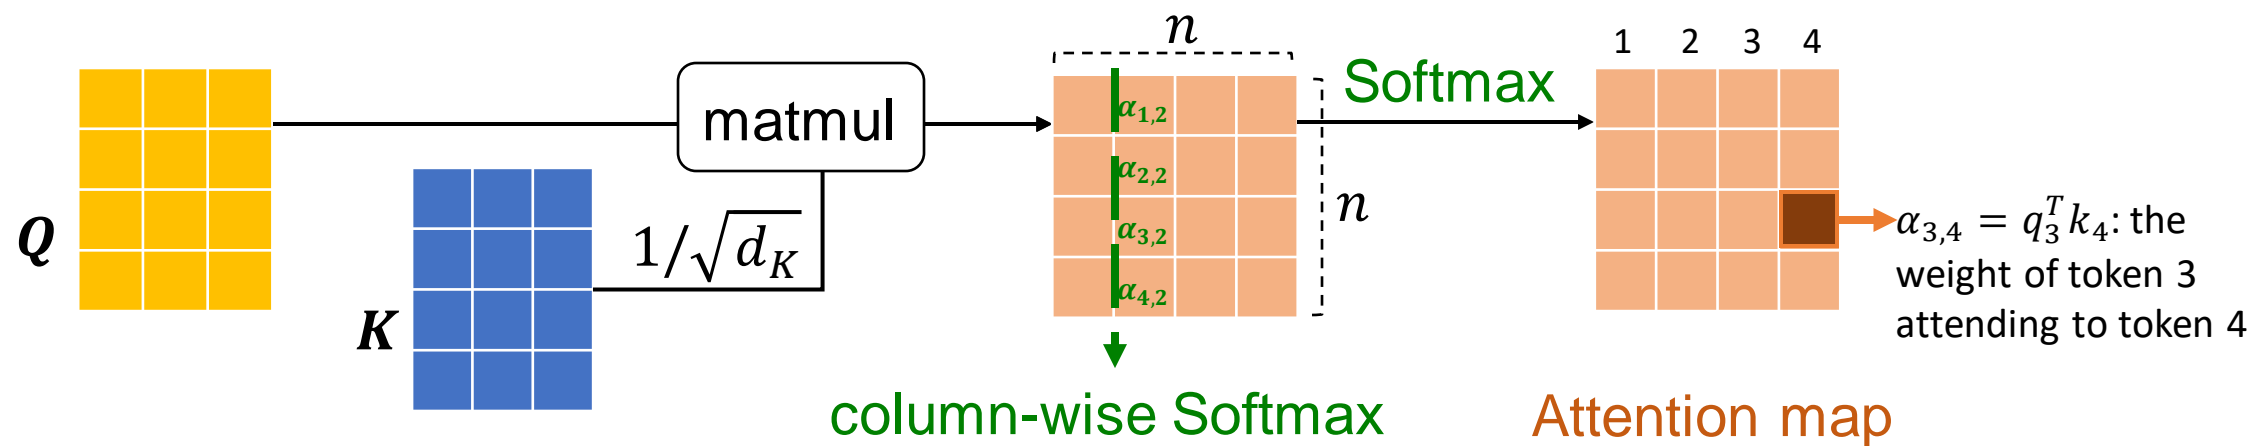 n
1 2 3 4
Softmax
matmul
α1,2
α2,2
α3,2
α4,2
n
Q
K
1/√dK
α3,4 = q3^T k4: the
weight of token 3
attending to token 4
column-wise Softmax
Attention map